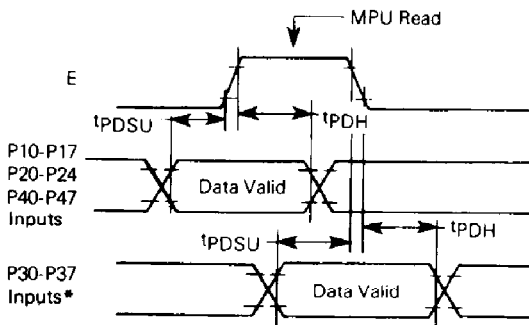 MPU Read
E
tPDSU
tPDH
P10-P17
P20-P24
P40-P47
Inputs
Data Valid
tPDSU
tPDH
P30-P37
Inputs*
Data Valid